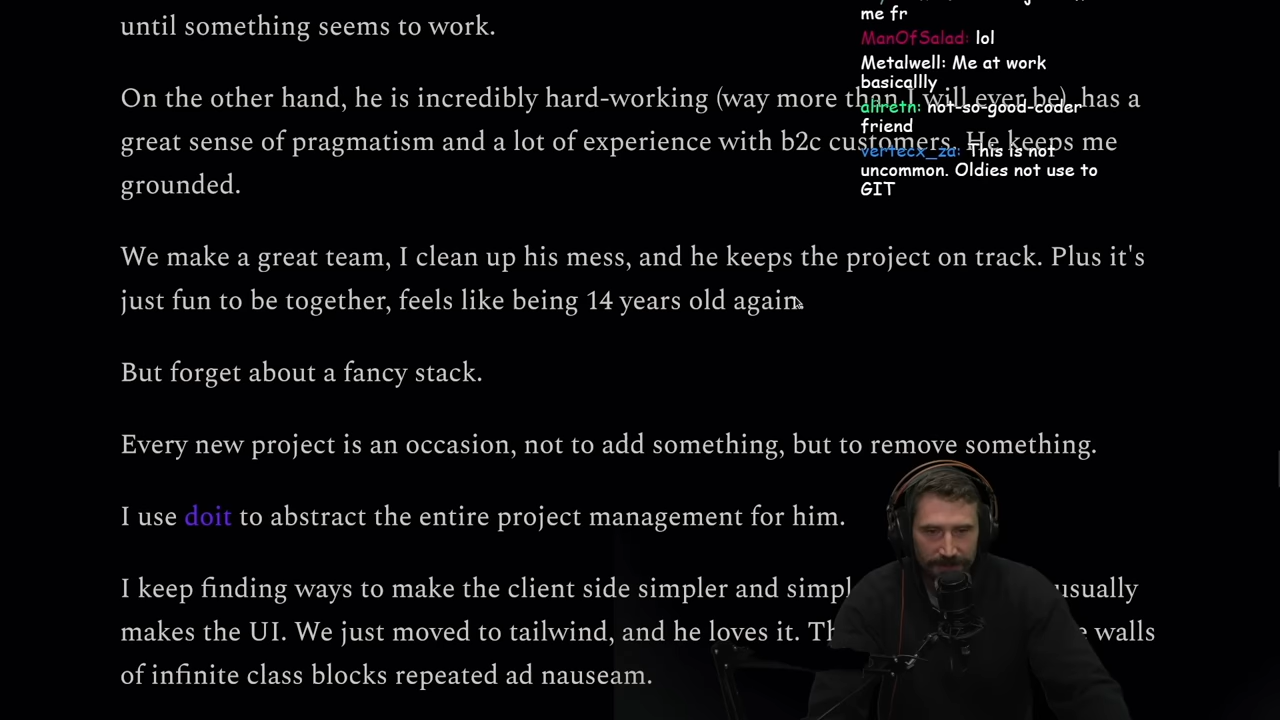 until something seems to work.
On the other hand, he is incredibly hard-working (way more than I will ever be), has a
great sense of pragmatism and a lot of experience with b2c customers. He keeps me
grounded.
We make a great team, I clean up his mess, and he keeps the project on track. Plus it's
just fun to be together, feels like being 14 years old again.
But forget about a fancy stack.
Every new project is an occasion, not to add something, but to remove something.
I use doit to abstract the entire project management for him.
I keep finding ways to make the client side simpler and usually
makes the UI. We just moved to tailwind, and he loves it. walls
of infinite class blocks repeated ad nauseam.
me fr
ManOfSalad: lol
Metalwell: Me at work
basicallly
aliretn: not-so-good-coder
friend
vertecx_za: This is not
uncommon. Oldies not use to
GIT